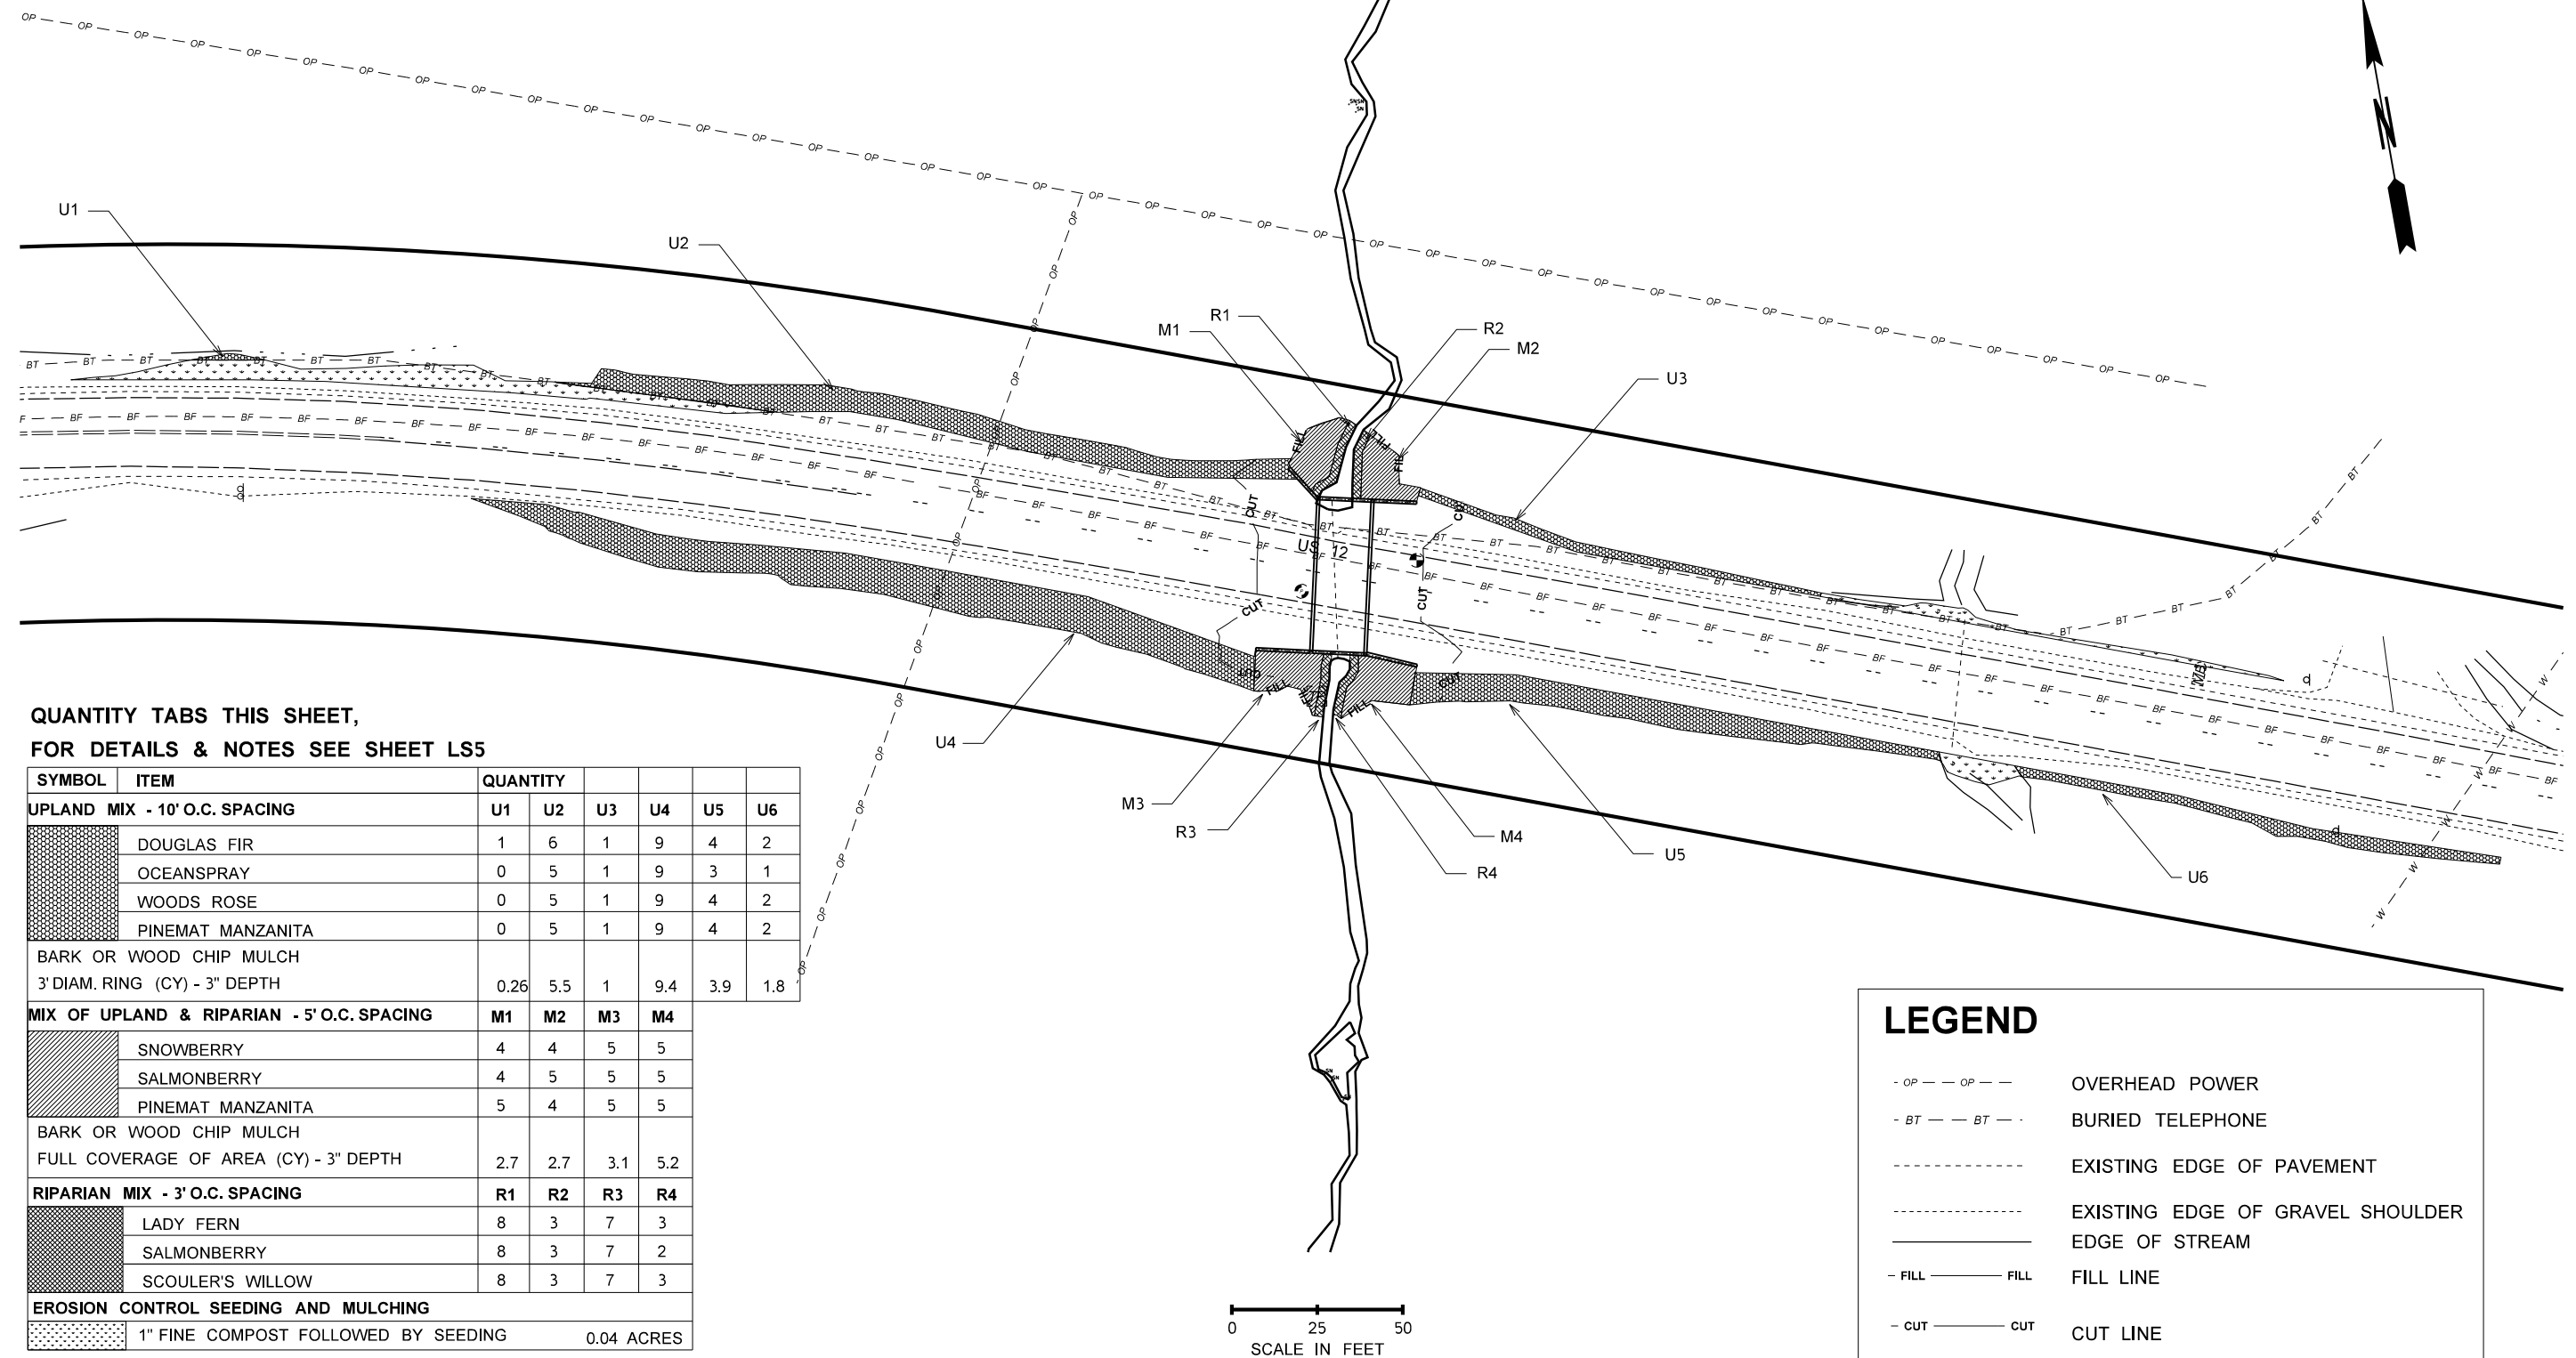 U1
U2
R1
M1
R2
M2
U3
US 12
U4
M3
R3
M4
R4
U5
U6
N
OP
BT
BF
W
FILL
CUT
QUANTITY TABS THIS SHEET,
FOR DETAILS & NOTES SEE SHEET LS5
SYMBOL ITEM QUANTITY
UPLAND MIX - 10' O.C. SPACING U1 U2 U3 U4 U5 U6
DOUGLAS FIR 1 6 1 9 4 2
OCEANSPRAY 0 5 1 9 3 1
WOODS ROSE 0 5 1 9 4 2
PINEMAT MANZANITA 0 5 1 9 4 2
BARK OR WOOD CHIP MULCH
3' DIAM. RING (CY) - 3" DEPTH 0.26 5.5 1 9.4 3.9 1.8
MIX OF UPLAND & RIPARIAN - 5' O.C. SPACING M1 M2 M3 M4
SNOWBERRY 4 4 5 5
SALMONBERRY 4 5 5 5
PINEMAT MANZANITA 5 4 5 5
BARK OR WOOD CHIP MULCH
FULL COVERAGE OF AREA (CY) - 3" DEPTH 2.7 2.7 3.1 5.2
RIPARIAN MIX - 3' O.C. SPACING R1 R2 R3 R4
LADY FERN 8 3 7 3
SALMONBERRY 8 3 7 2
SCOULER'S WILLOW 8 3 7 3
EROSION CONTROL SEEDING AND MULCHING
1" FINE COMPOST FOLLOWED BY SEEDING 0.04 ACRES
0 25 50
SCALE IN FEET
LEGEND
OP OP OVERHEAD POWER
BT BT BURIED TELEPHONE
EXISTING EDGE OF PAVEMENT
EXISTING EDGE OF GRAVEL SHOULDER
EDGE OF STREAM
FILL FILL FILL LINE
CUT CUT CUT LINE